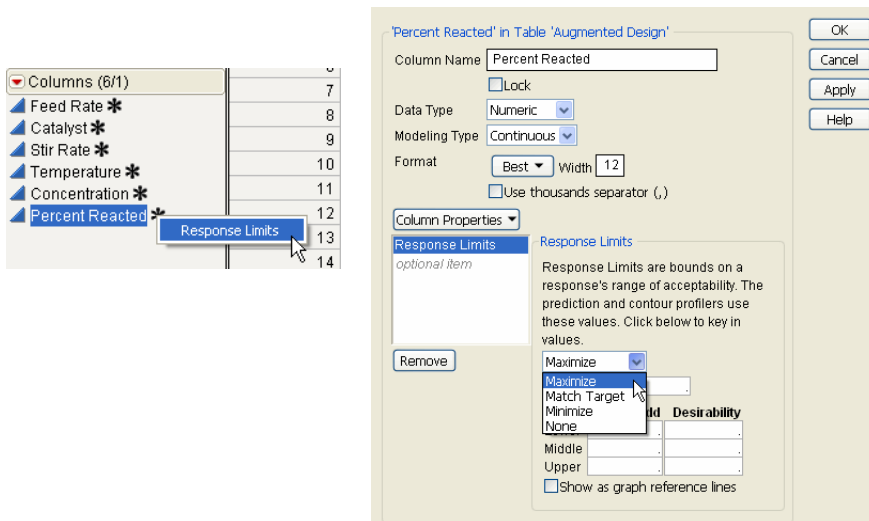 Columns (6/1)
Feed Rate ✱
Catalyst ✱
Stir Rate ✱
Temperature ✱
Concentration ✱
Percent Reacted ✱
Response Limits
7
8
9
10
11
12
13
14
'Percent Reacted' in Table 'Augmented Design'
Column Name Percent Reacted
Lock
Data Type Numeric
Modeling Type Continuous
Format Best Width 12
Use thousands separator (,)
Column Properties
Response Limits
optional item
Remove
Response Limits
Response Limits are bounds on a
response's range of acceptability. The
prediction and contour profilers use
these values. Click below to key in
values.
Maximize
Maximize
Match Target
Minimize
None
Desirability
Middle
Upper
Show as graph reference lines
OK
Cancel
Apply
Help